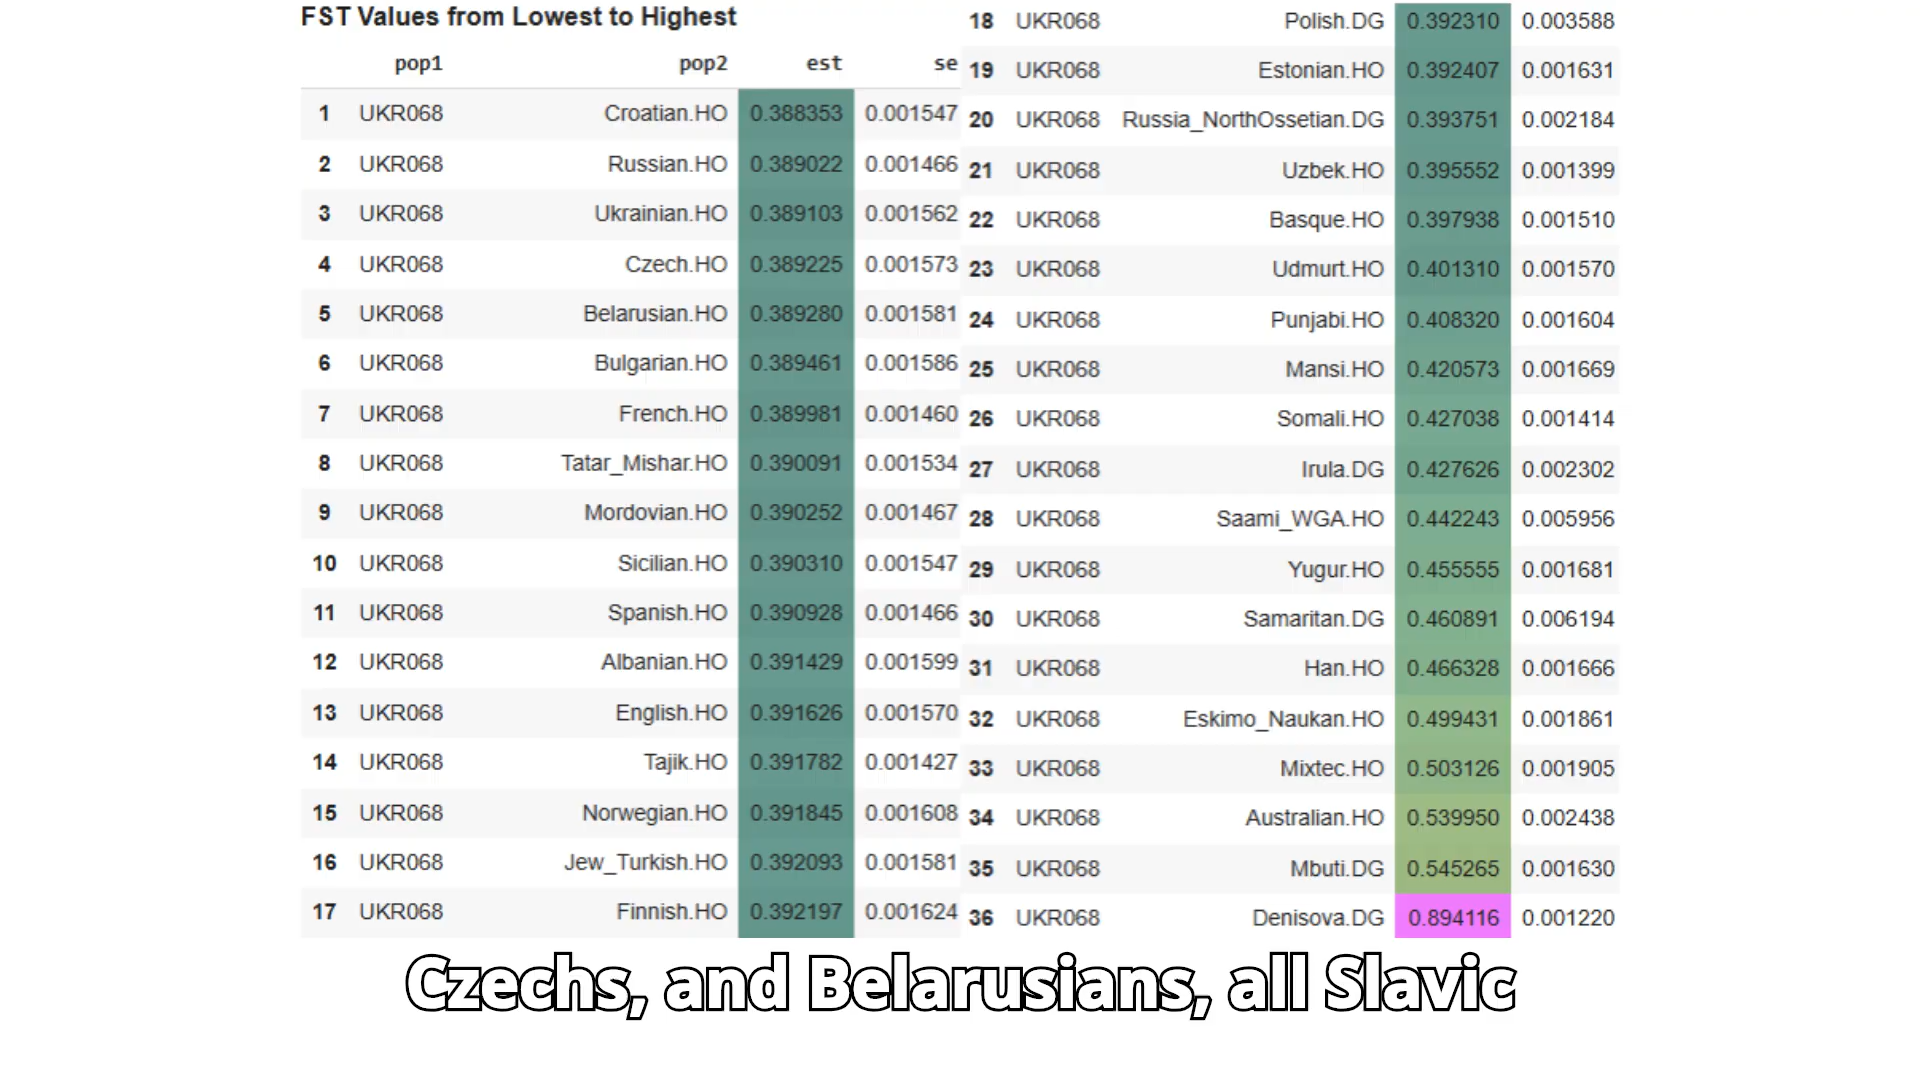 FST Values from Lowest to Highest
pop1 pop2 est se
1 UKR068 Croatian.HO 0.388353 0.001547
2 UKR068 Russian.HO 0.389022 0.001466
3 UKR068 Ukrainian.HO 0.389103 0.001562
4 UKR068 Czech.HO 0.389225 0.001573
5 UKR068 Belarusian.HO 0.389280 0.001581
6 UKR068 Bulgarian.HO 0.389461 0.001586
7 UKR068 French.HO 0.389981 0.001460
8 UKR068 Tatar_Mishar.HO 0.390091 0.001534
9 UKR068 Mordovian.HO 0.390252 0.001467
10 UKR068 Sicilian.HO 0.390310 0.001547
11 UKR068 Spanish.HO 0.390928 0.001466
12 UKR068 Albanian.HO 0.391429 0.001599
13 UKR068 English.HO 0.391626 0.001570
14 UKR068 Tajik.HO 0.391782 0.001427
15 UKR068 Norwegian.HO 0.391845 0.001608
16 UKR068 Jew_Turkish.HO 0.392093 0.001581
17 UKR068 Finnish.HO 0.392197 0.001624
18 UKR068 Polish.DG 0.392310 0.003588
19 UKR068 Estonian.HO 0.392407 0.001631
20 UKR068 Russia_NorthOssetian.DG 0.393751 0.002184
21 UKR068 Uzbek.HO 0.395552 0.001399
22 UKR068 Basque.HO 0.397938 0.001510
23 UKR068 Udmurt.HO 0.401310 0.001570
24 UKR068 Punjabi.HO 0.408320 0.001604
25 UKR068 Mansi.HO 0.420573 0.001669
26 UKR068 Somali.HO 0.427038 0.001414
27 UKR068 Irula.DG 0.427626 0.002302
28 UKR068 Saami_WGA.HO 0.442243 0.005956
29 UKR068 Yugur.HO 0.455555 0.001681
30 UKR068 Samaritan.DG 0.460891 0.006194
31 UKR068 Han.HO 0.466328 0.001666
32 UKR068 Eskimo_Naukan.HO 0.499431 0.001861
33 UKR068 Mixtec.HO 0.503126 0.001905
34 UKR068 Australian.HO 0.539950 0.002438
35 UKR068 Mbuti.DG 0.545265 0.001630
36 UKR068 Denisova.DG 0.894116 0.001220
Czechs, and Belarusians, all Slavic